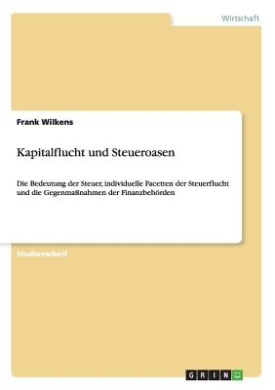 Wirtschaft
Frank Wilkens
Kapitalflucht und Steueroasen
Die Bedeutung der Steuer, individuelle Facetten der Steuerflucht
und die Gegenmaßnahmen der Finanzbehörden
Studienarbeit
GRIN